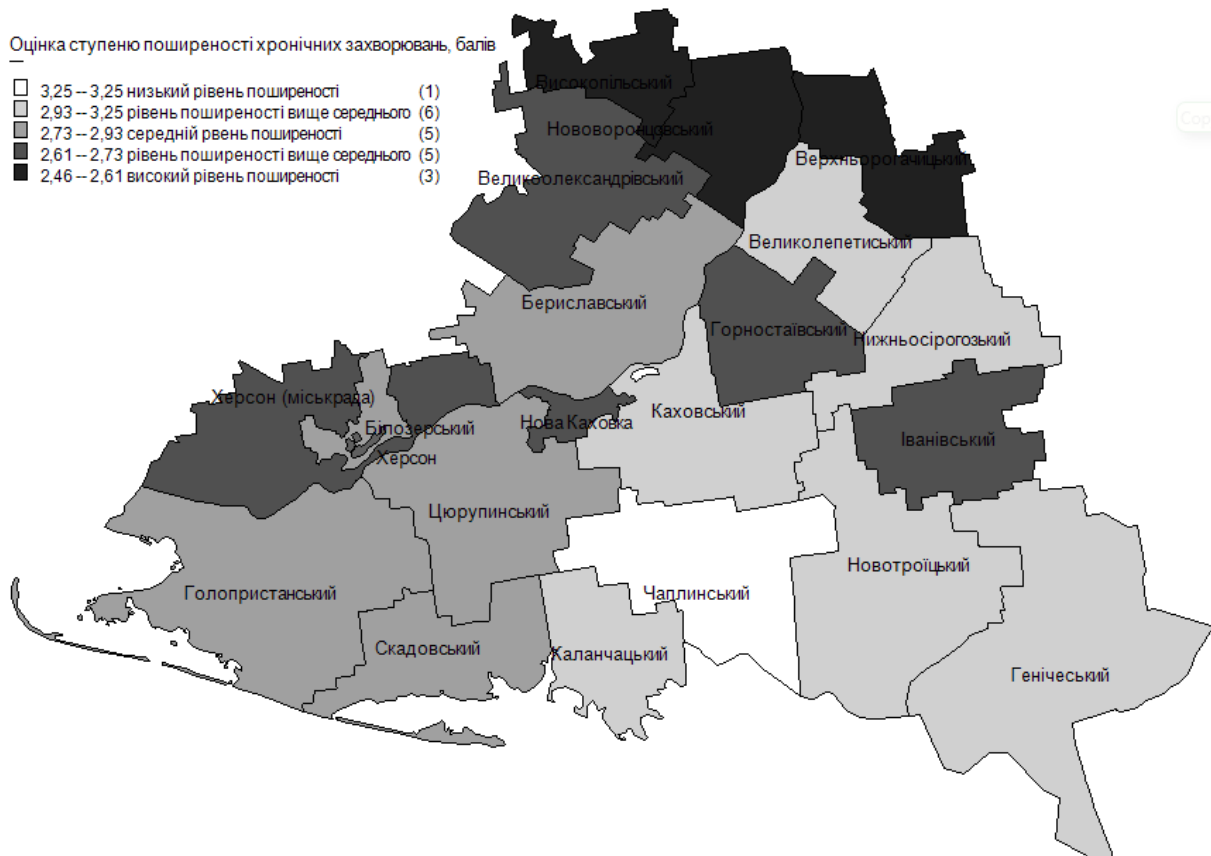 Оцінка ступеню поширеності хронічних захворювань, балів
3,25 -- 3,25 низький рівень поширеності (1)
2,93 -- 3,25 рівень поширеності вище середнього (6)
2,73 -- 2,93 середній рвень поширеності (5)
2,61 -- 2,73 рівень поширеності вище середнього (5)
2,46 -- 2,61 високий рівень поширеності (3)
Високопільський
Нововоронцовський
Верхньорогачицький
Великоолександрівський
Великолепетиський
Бериславський
Горностаївський
Нижньосірогозький
Херсон (міськрада)
Білозерський
Нова Каховка
Каховський
Іванівський
Херсон
Цюрупинський
Голопристанський
Чаплинський
Новотроїцький
Скадовський
Каланчацький
Генічеський